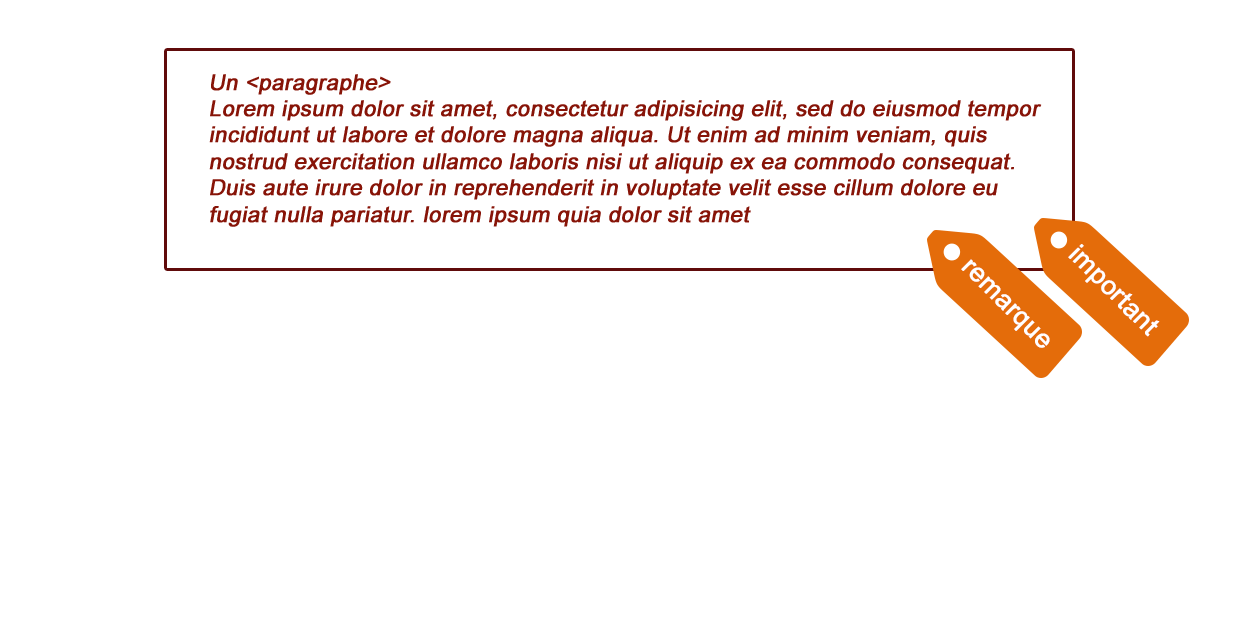 Un <paragraphe>
Lorem ipsum dolor sit amet, consectetur adipisicing elit, sed do eiusmod tempor
incididunt ut labore et dolore magna aliqua. Ut enim ad minim veniam, quis
nostrud exercitation ullamco laboris nisi ut aliquip ex ea commodo consequat.
Duis aute irure dolor in reprehenderit in voluptate velit esse cillum dolore eu
fugiat nulla pariatur. lorem ipsum quia dolor sit amet
remarque
important